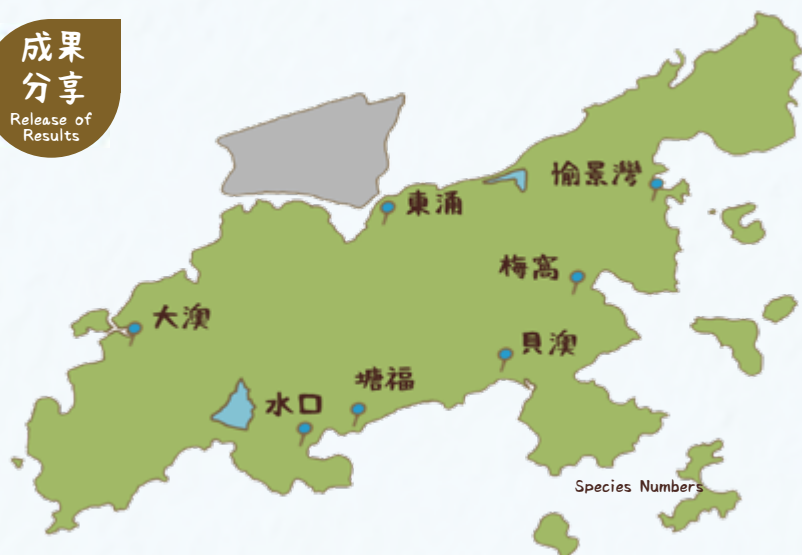 成果
分享
Release of
Results
愉景灣
東涌
梅窩
大澳
貝澳
塘福
水口
Species Numbers